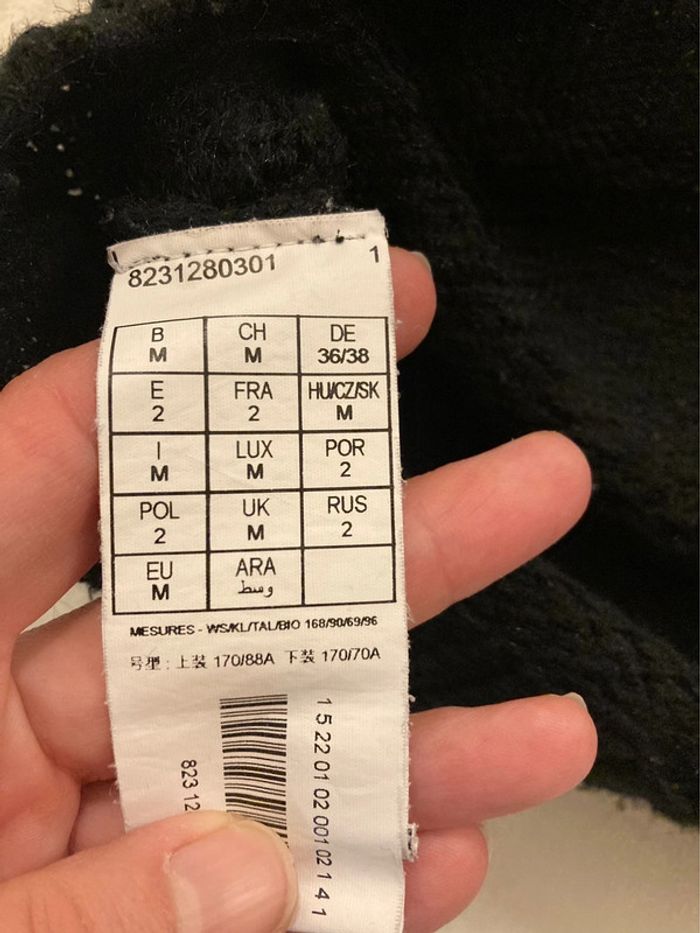 8231280301 1
B CH DE
M M 36/38
E FRA HU/CZ/SK
2 2 M
I LUX POR
M M 2
POL UK RUS
2 M 2
EU ARA
M وسط
MESURES - WS/KL/TAL/BIO 168/90/69/96
号型 : 上装 170/88A 下装 170/70A
823 12
1 5 22 01 02 001 02 1 4 1